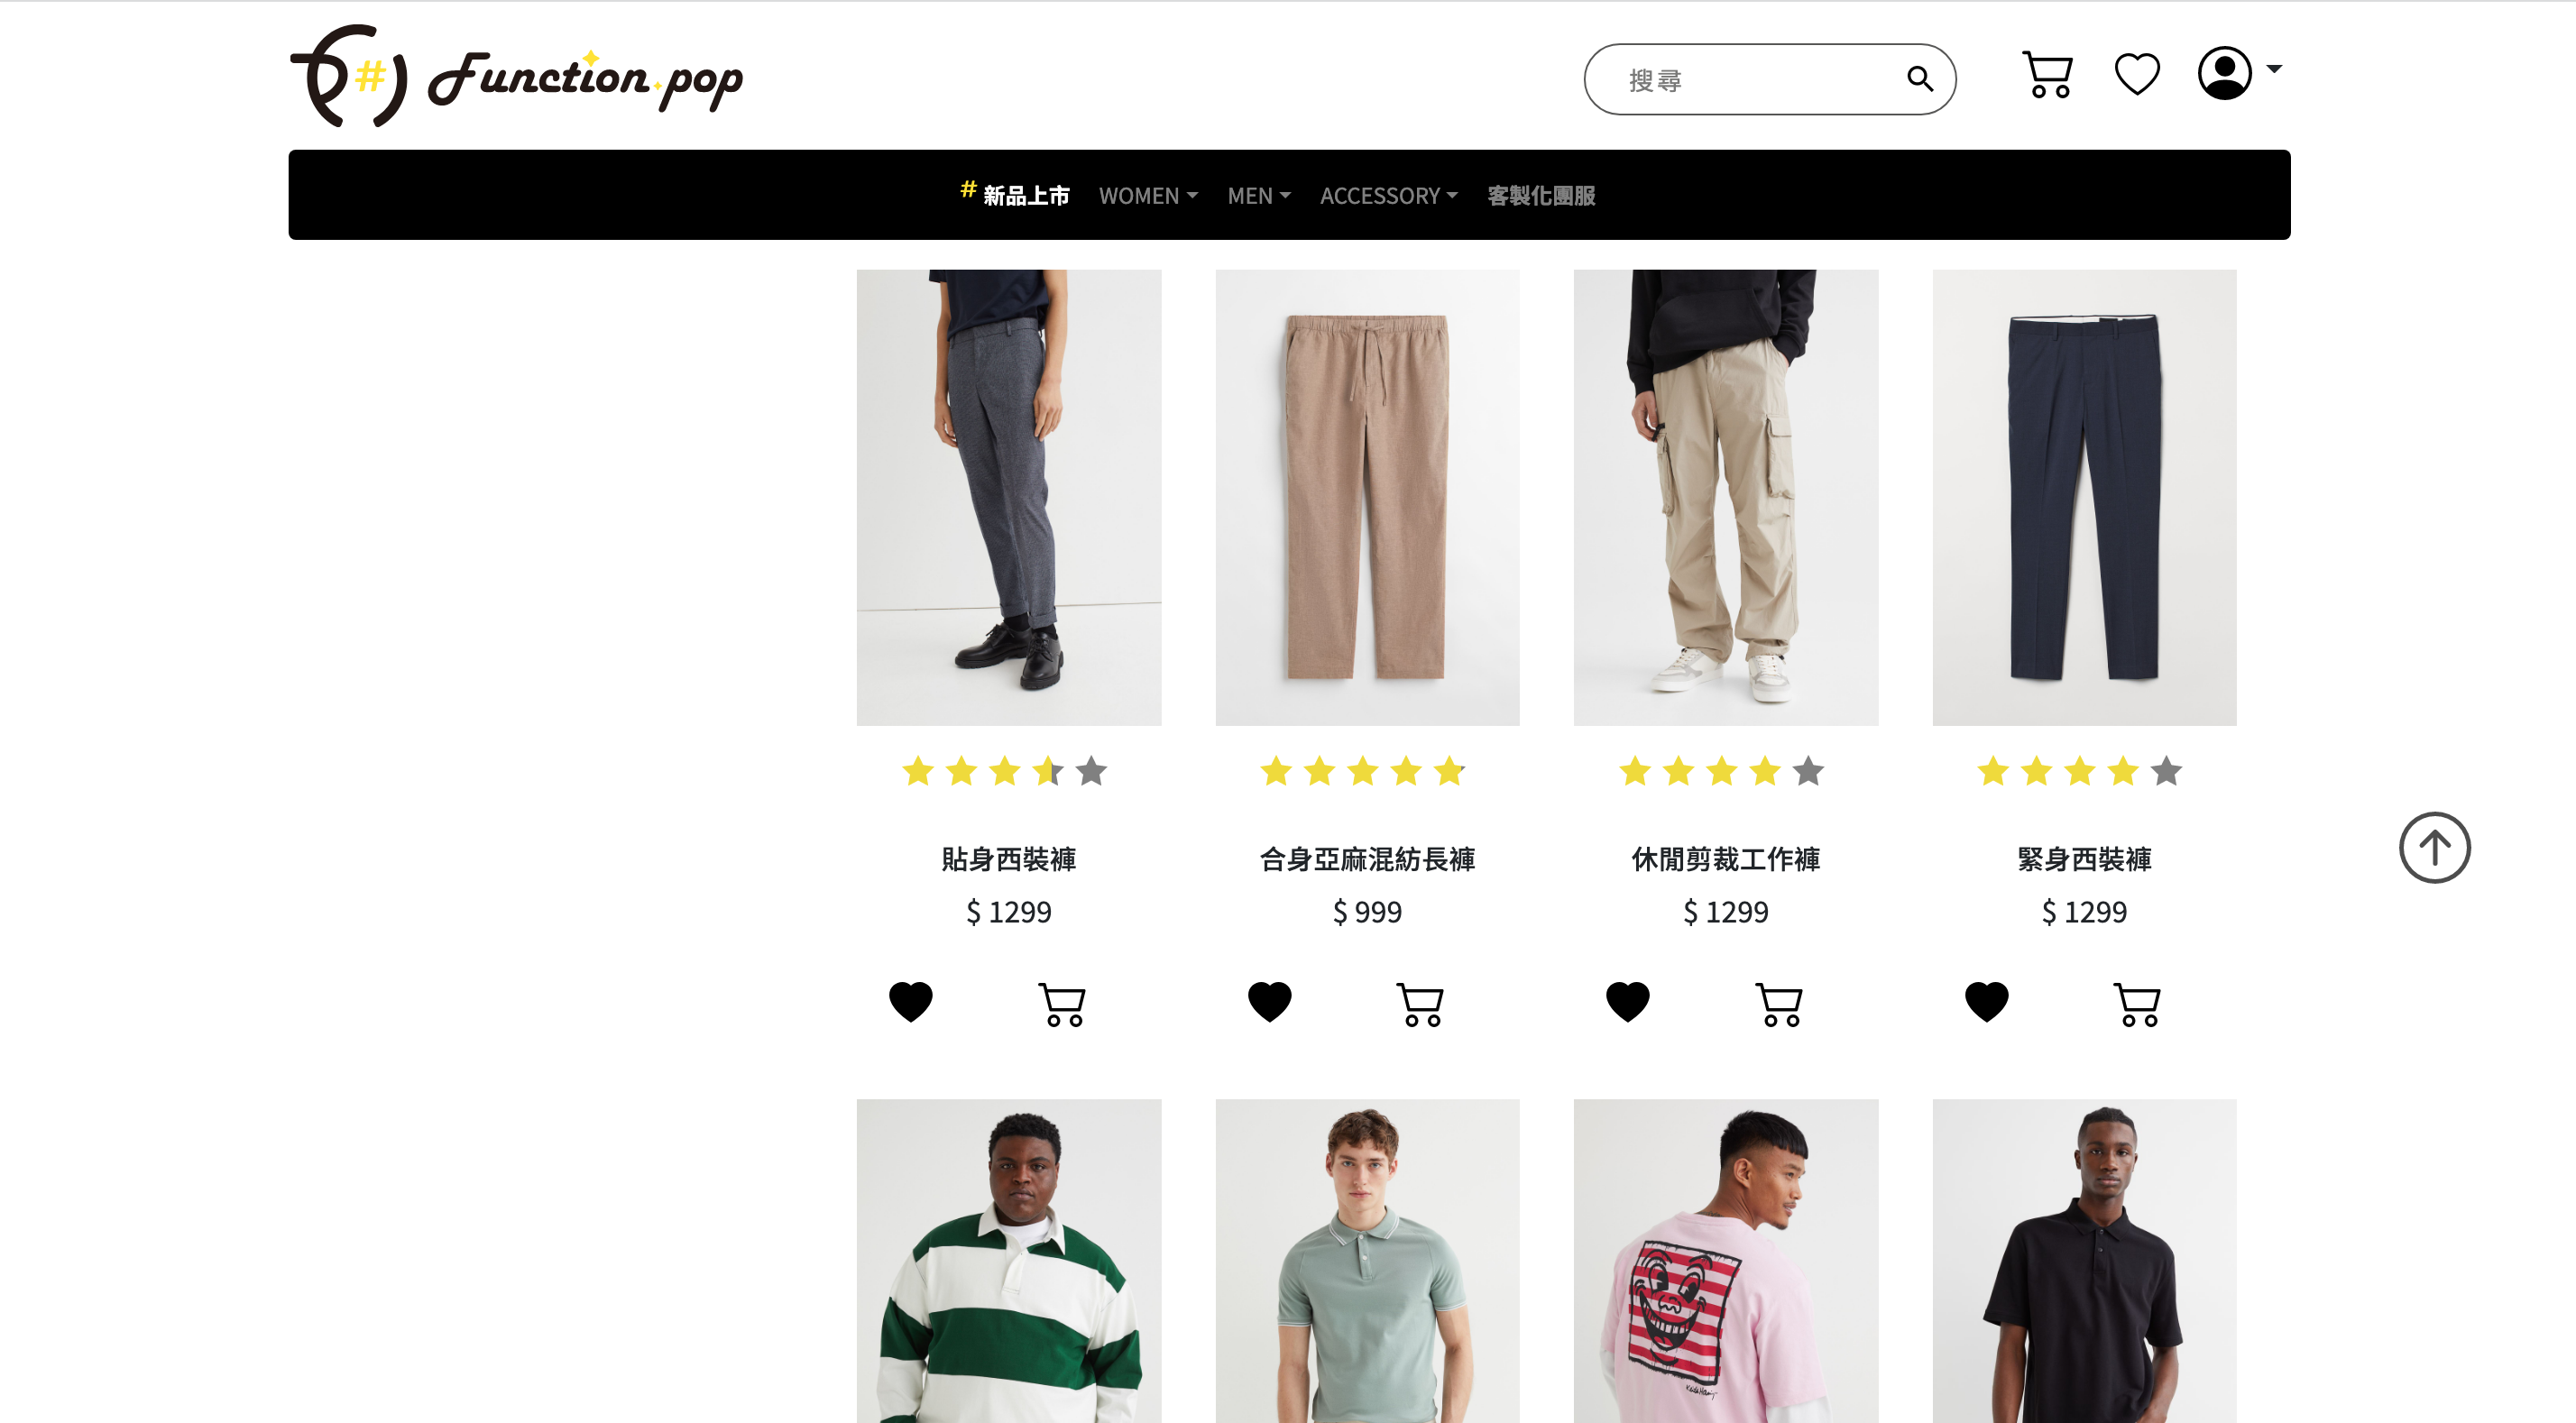 #
Function.pop
搜尋
# 新品上市 WOMEN MEN ACCESSORY 客製化團服
貼身西裝褲 合身亞麻混紡長褲 休閒剪裁工作褲 緊身西裝褲
$ 1299 $ 999 $ 1299 $ 1299
Keith Haring